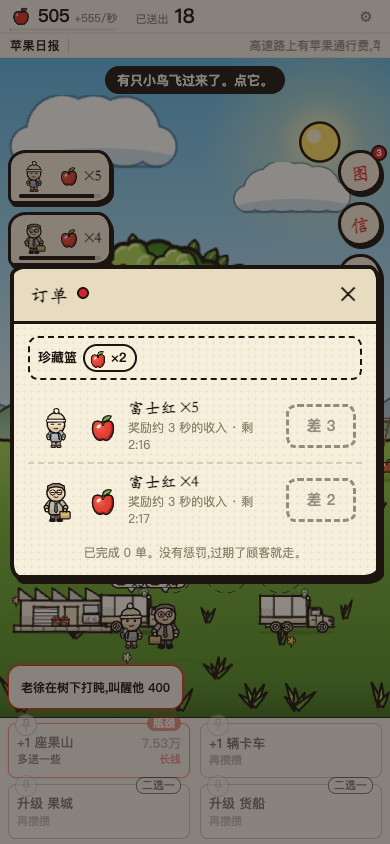 505 +555/秒 已送出 18
苹果日报 高速路上有苹果通行费,
有只小鸟飞过来了。点它。
3
×5
图
×4
信
订单
珍藏篮 ×2
富士红 ×5
奖励约 3 秒的收入 · 剩
2:16
差 3
富士红 ×4
奖励约 3 秒的收入 · 剩
2:17
差 2
已完成 0 单。没有惩罚,过期了顾客就走。
老徐在树下打盹,叫醒他 400
瓶颈
+1 座果山 7.53万
多送一些 长线
+1 辆卡车
再攒攒
二选一
升级 果城
再攒攒
二选一
升级 货船
再攒攒